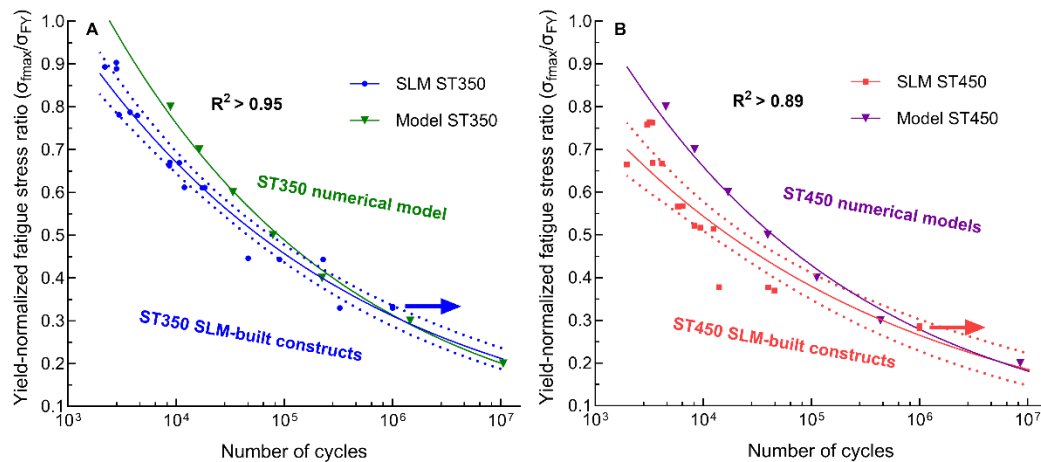 A
Yield-normalized fatigue stress ratio (σfmax/σFY)
1.0
0.9
0.8
0.7
0.6
0.5
0.4
0.3
0.2
0.1
R² > 0.95
SLM ST350
Model ST350
ST350 numerical model
ST350 SLM-built constructs
10³
10⁴
10⁵
10⁶
10⁷
Number of cycles
B
Yield-normalized fatigue stress ratio (σfmax/σFY)
1.0
0.9
0.8
0.7
0.6
0.5
0.4
0.3
0.2
0.1
R² > 0.89
SLM ST450
Model ST450
ST450 numerical models
ST450 SLM-built constructs
10³
10⁴
10⁵
10⁶
10⁷
Number of cycles